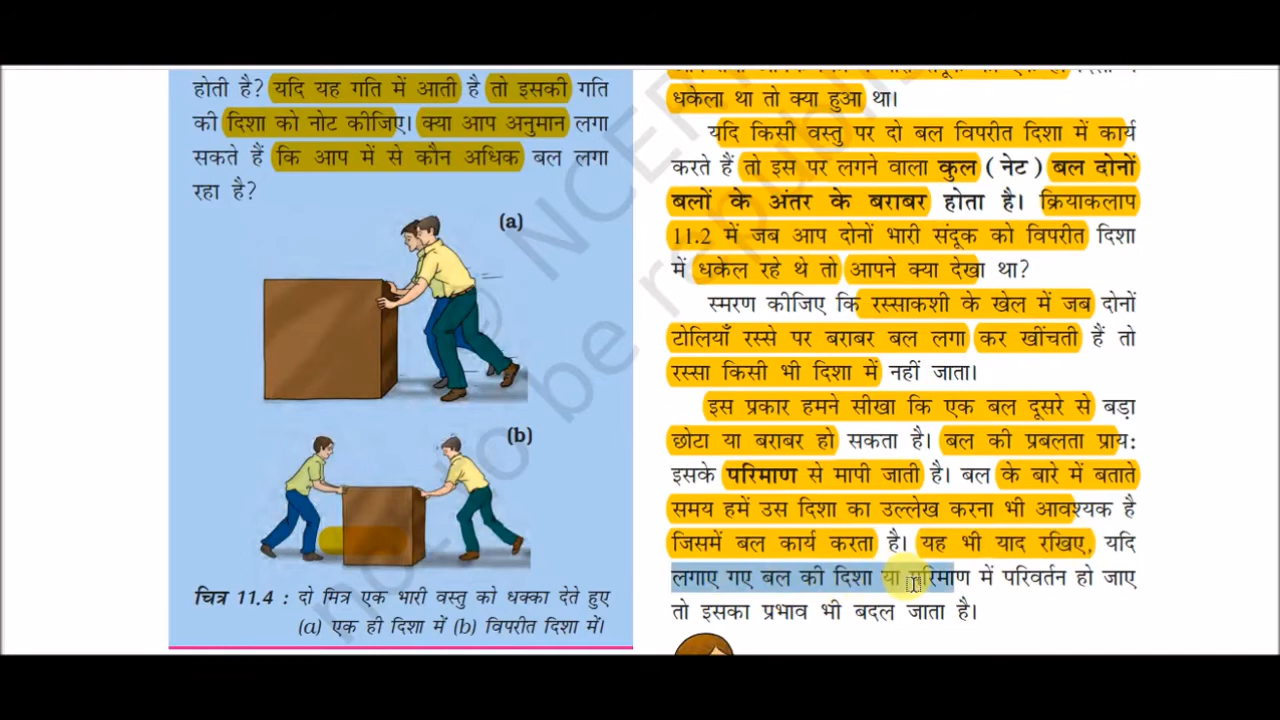 होती है? यदि यह गति में आती है तो इसकी गति
की दिशा को नोट कीजिए। क्या आप अनुमान लगा
सकते हैं कि आप में से कौन अधिक बल लगा
रहा है?
(a)
(b)
चित्र 11.4 : दो मित्र एक भारी वस्तु को धक्का देते हुए
(a) एक ही दिशा में (b) विपरीत दिशा में।
धकेला था तो क्या हुआ था।
यदि किसी वस्तु पर दो बल विपरीत दिशा में कार्य
करते हैं तो इस पर लगने वाला कुल (नेट) बल दोनों
बलों के अंतर के बराबर होता है। क्रियाकलाप
11.2 में जब आप दोनों भारी संदूक को विपरीत दिशा
में धकेल रहे थे तो आपने क्या देखा था?
स्मरण कीजिए कि रस्साकशी के खेल में जब दोनों
टोलियाँ रस्से पर बराबर बल लगा कर खींचती हैं तो
रस्सा किसी भी दिशा में नहीं जाता।
इस प्रकार हमने सीखा कि एक बल दूसरे से बड़ा
छोटा या बराबर हो सकता है। बल की प्रबलता प्राय:
इसके परिमाण से मापी जाती है। बल के बारे में बताते
समय हमें उस दिशा का उल्लेख करना भी आवश्यक है
जिसमें बल कार्य करता है। यह भी याद रखिए, यदि
लगाए गए बल की दिशा या परिमाण में परिवर्तन हो जाए
तो इसका प्रभाव भी बदल जाता है।